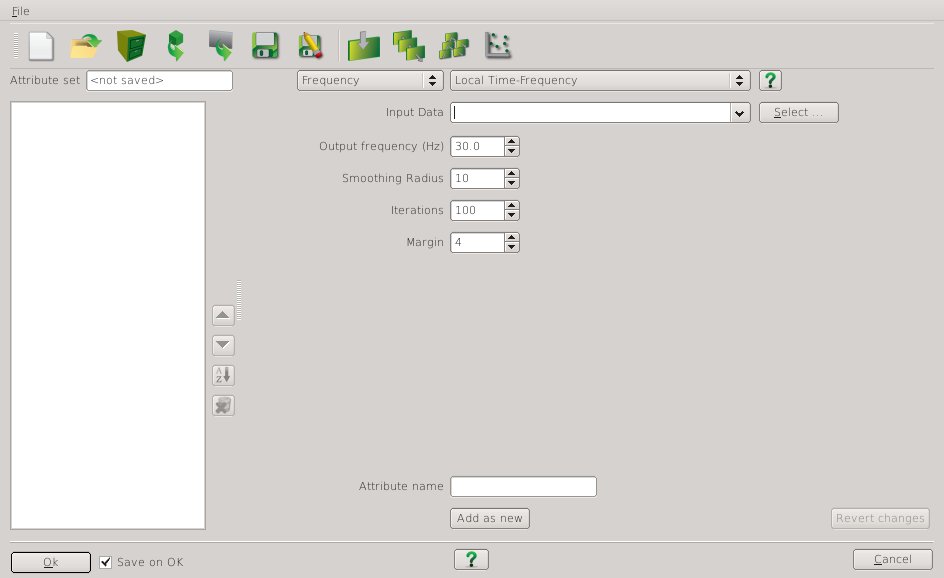 File
Attribute set <not saved> Frequency Local Time-Frequency ?
Input Data Select ...
Output frequency (Hz) 30.0
Smoothing Radius 10
Iterations 100
Margin 4
A
Z
Attribute name
Add as new Revert changes
Ok Save on OK ? Cancel